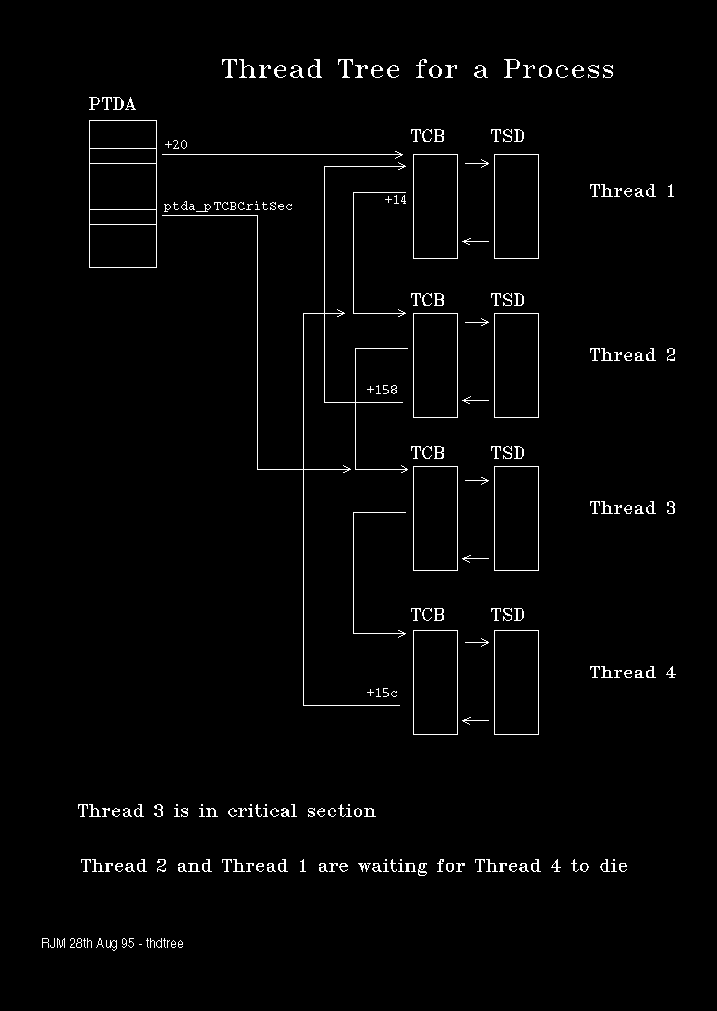 Thread Tree for a Process
PTDA
TCB TSD
+20
Thread 1
+14
ptda_pTCBCritSec
TCB TSD
Thread 2
+158
TCB TSD
Thread 3
TCB TSD
Thread 4
+15c
Thread 3 is in critical section
Thread 2 and Thread 1 are waiting for Thread 4 to die
RJM 28th Aug 95 - thdtree